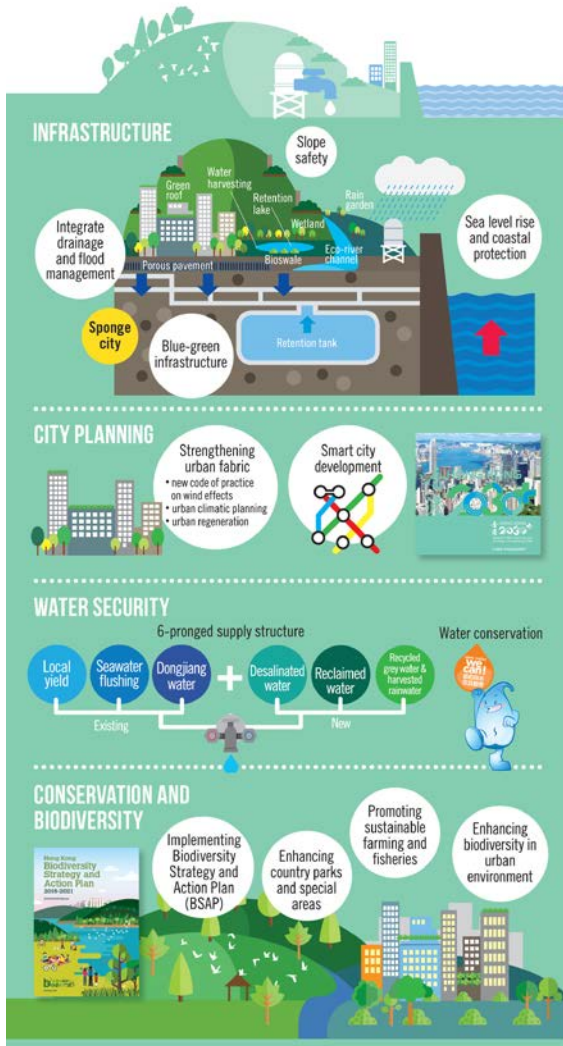 INFRASTRUCTURE
Slope
safety
Green
roof
Water
harvesting
Retention
lake
Wetland
Rain
garden
Integrate
drainage
and flood
management
Sea level rise
and coastal
protection
Porous pavement
Bioswale
Eco-river
channel
Sponge
city
Blue-green
infrastructure
Retention tank
CITY PLANNING
Strengthening
urban fabric
• new code of practice
on wind effects
• urban climatic planning
• urban regeneration
Smart city
development
WATER SECURITY
6-pronged supply structure
Water conservation
Local
yield
Seawater
flushing
Dongjiang
water
+
Desalinated
water
Reclaimed
water
Recycled
grey water &
harvested
rainwater
we
can!
Existing
New
CONSERVATION AND
BIODIVERSITY
Hong Kong
Biodiversity
Strategy and
Action Plan
2016-2021
Implementing
Biodiversity
Strategy and
Action Plan
(BSAP)
Enhancing
country parks
and special
areas
Promoting
sustainable
farming and
fisheries
Enhancing
biodiversity in
urban
environment